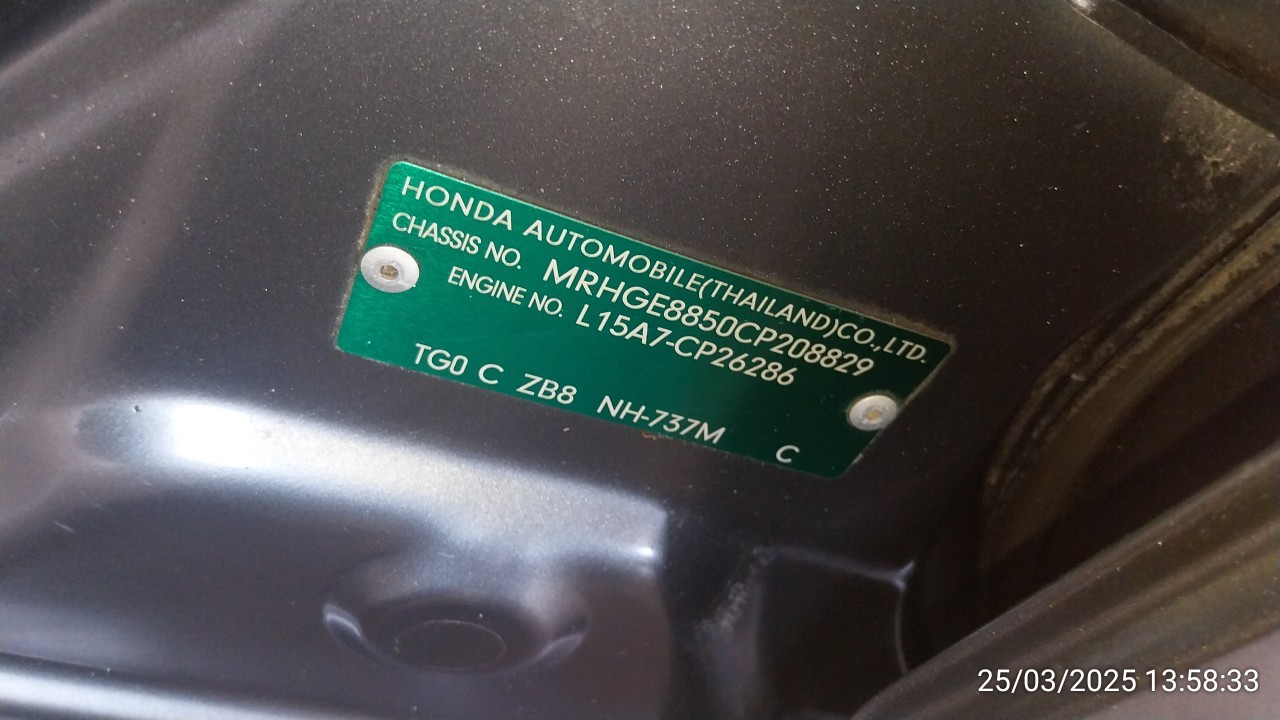 HONDA AUTOMOBILE(THAILAND)CO.,LTD.
CHASSIS NO. MRHGE8850CP208829
ENGINE NO. L15A7-CP26286
TG0 C ZB8 NH-737M C
25/03/2025 13:58:33